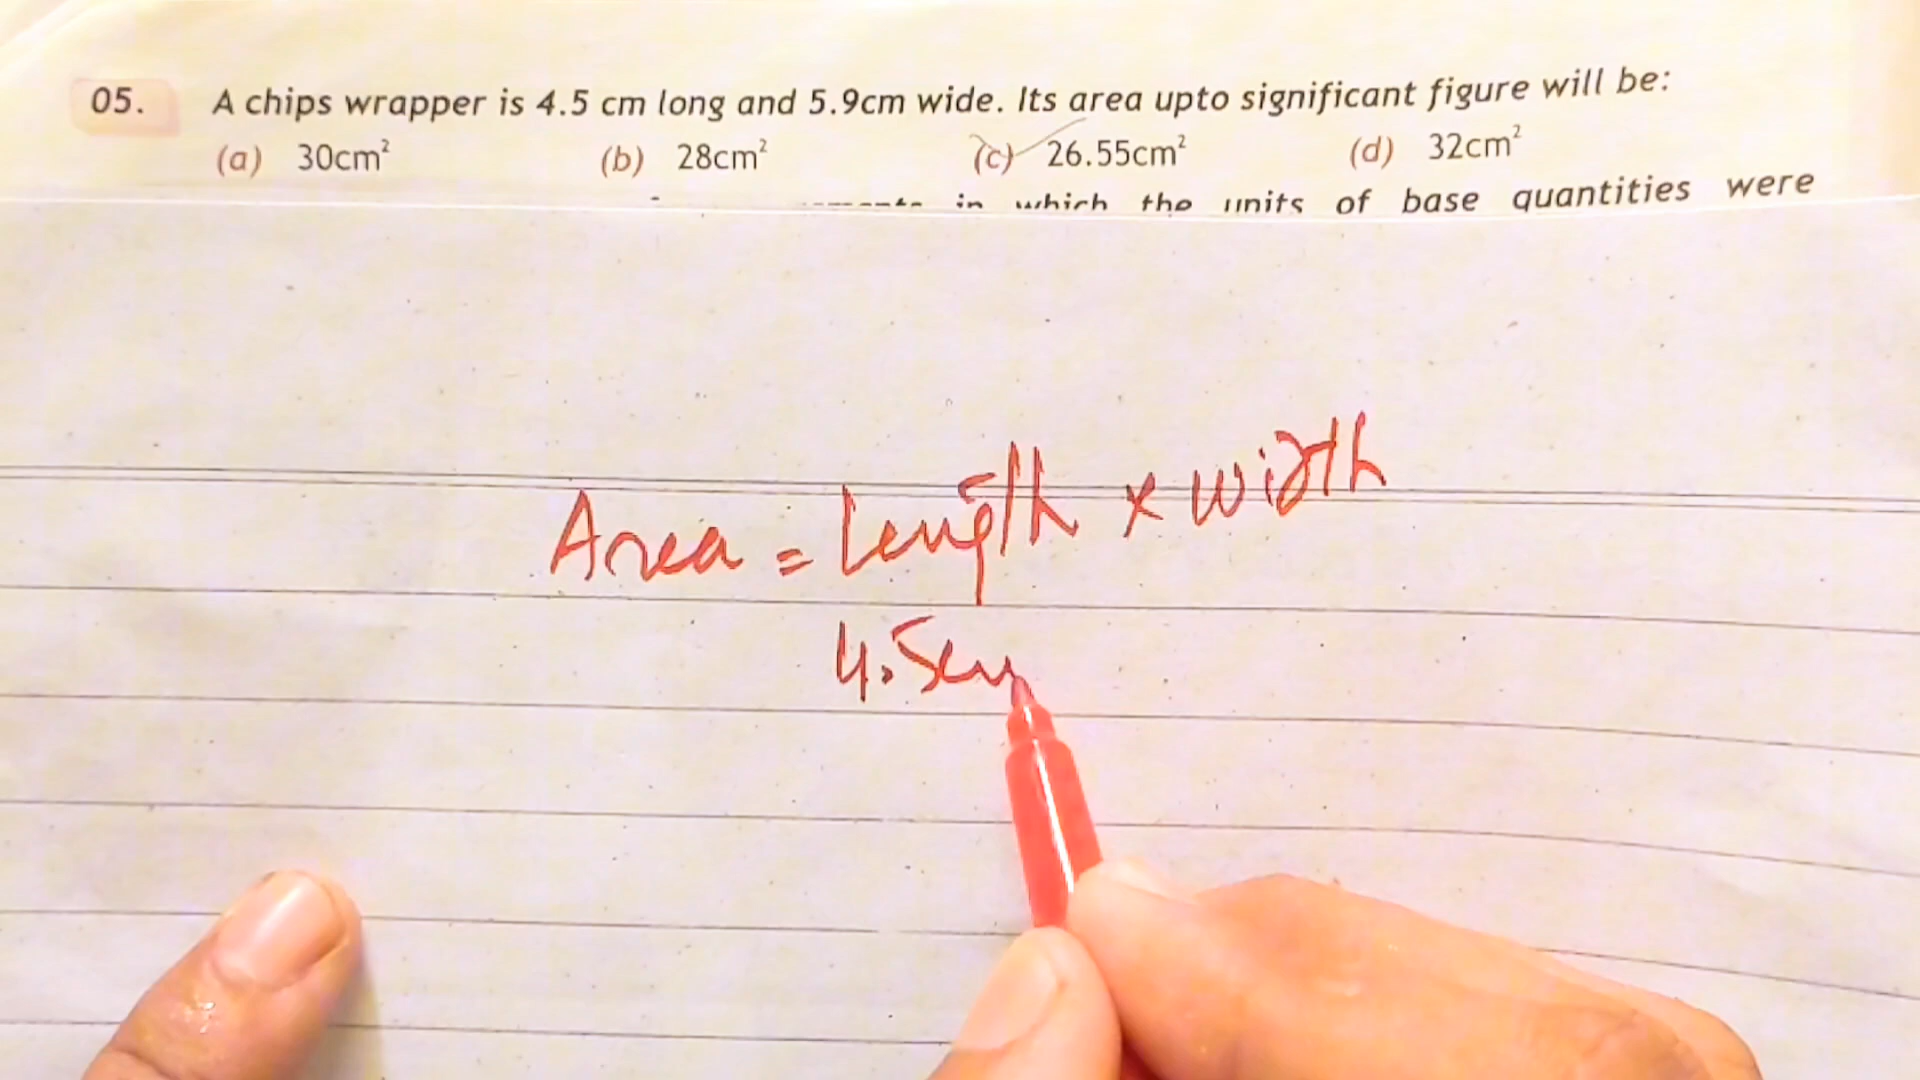 05. A chips wrapper is 4.5 cm long and 5.9cm wide. Its area upto significant figure will be:
(a) 30cm² (b) 28cm² (c) 26.55cm² (d) 32cm²
in which the units of base quantities were
Area = Length × width
4.5cm